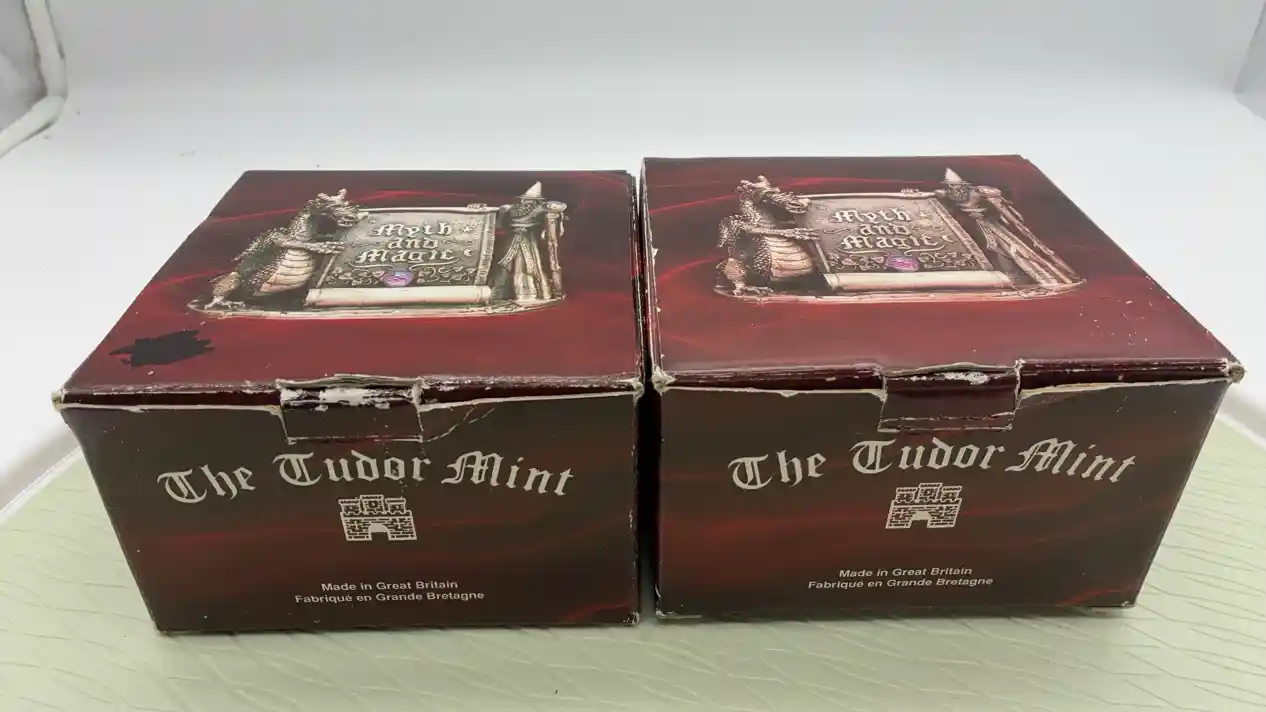 Myth
and
Magic
The Tudor Mint
Made in Great Britain
Fabriqué en Grande Bretagne
Myth
and
Magic
The Tudor Mint
Made in Great Britain
Fabriqué en Grande Bretagne